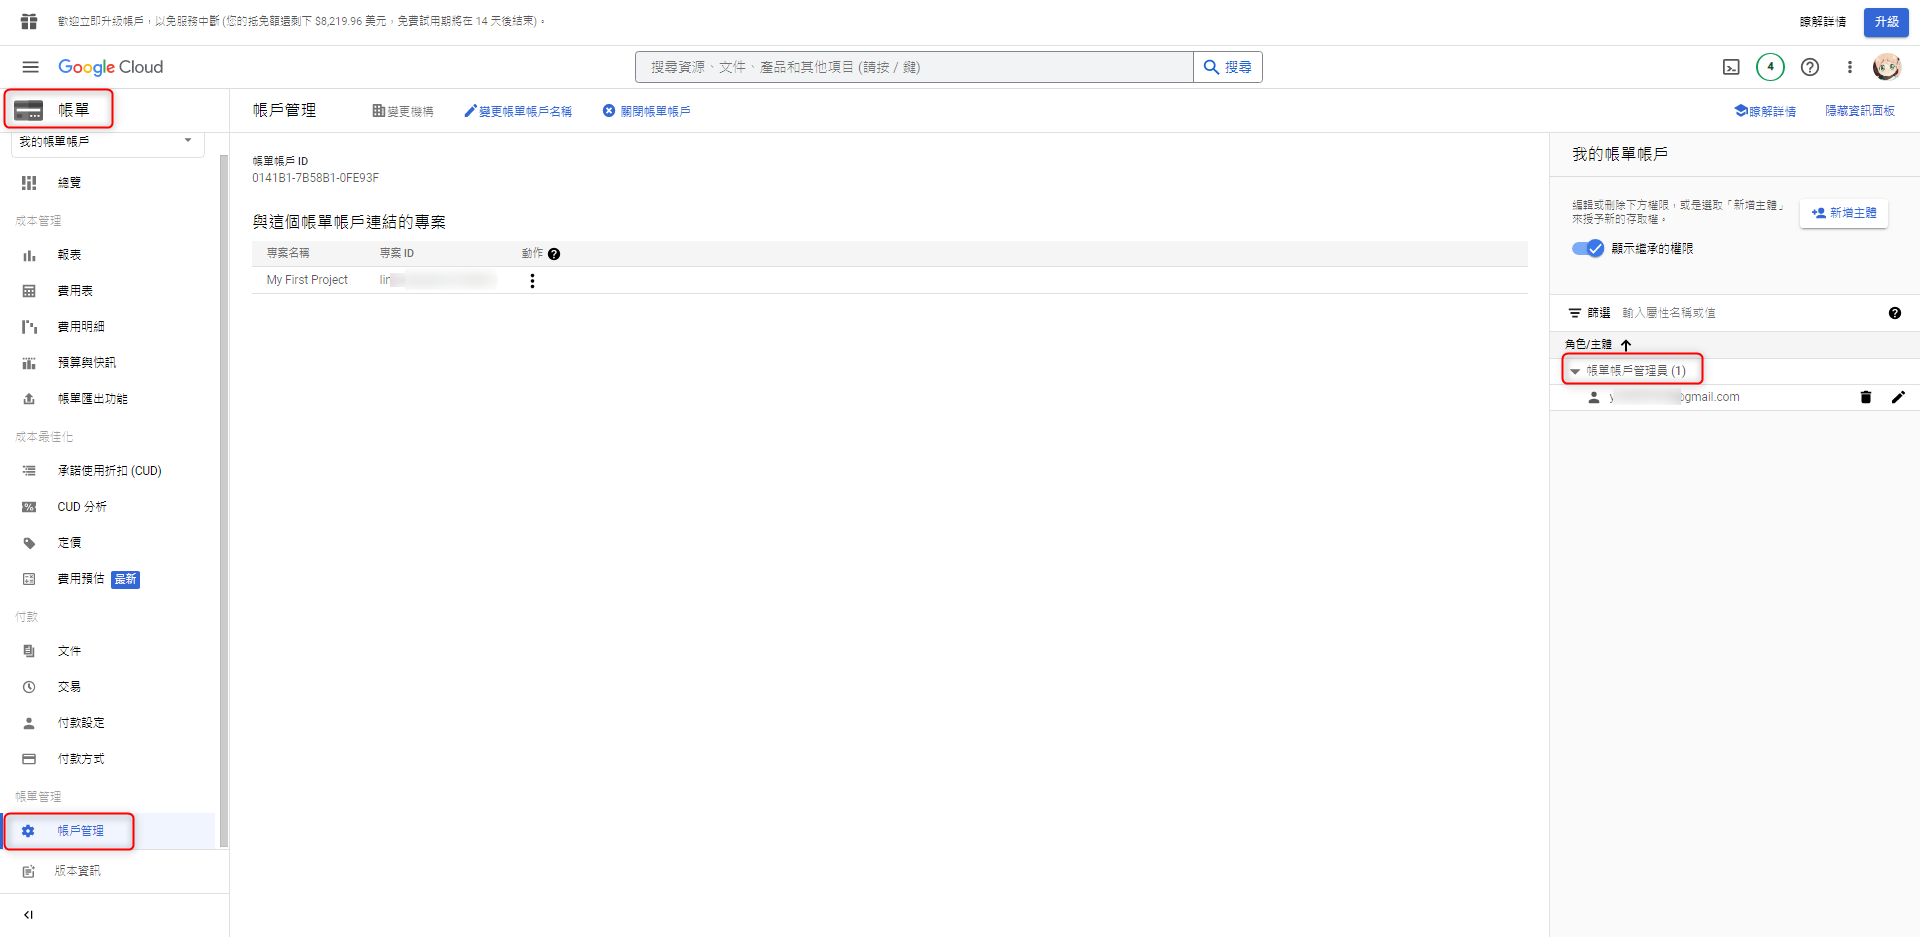 歡迎立即升級帳戶，以免服務中斷 (您的抵免額還剩下 $8,219.96 美元，免費試用期將在 14 天後結束)。
瞭解詳情
升級
Google Cloud
搜尋資源、文件、產品和其他項目 (請按 / 鍵)
搜尋
4
帳單
帳戶管理
變更機構
變更帳單帳戶名稱
關閉帳單帳戶
瞭解詳情
隱藏資訊面板
我的帳單帳戶
總覽
成本管理
報表
費用表
費用明細
預算與快訊
帳單匯出功能
成本最佳化
承諾使用折扣 (CUD)
CUD 分析
定價
費用預估 最新
付款
文件
交易
付款設定
付款方式
帳單管理
帳戶管理
版本資訊
帳單帳戶 ID
0141B1-7B58B1-0FE93F
與這個帳單帳戶連結的專案
專案名稱 專案 ID 動作
My First Project
我的帳單帳戶
編輯或刪除下方權限，或是選取「新增主體」
來授予新的存取權。
新增主體
顯示繼承的權限
篩選 輸入屬性名稱或值
角色/主體
帳單帳戶管理員 (1)
gmail.com